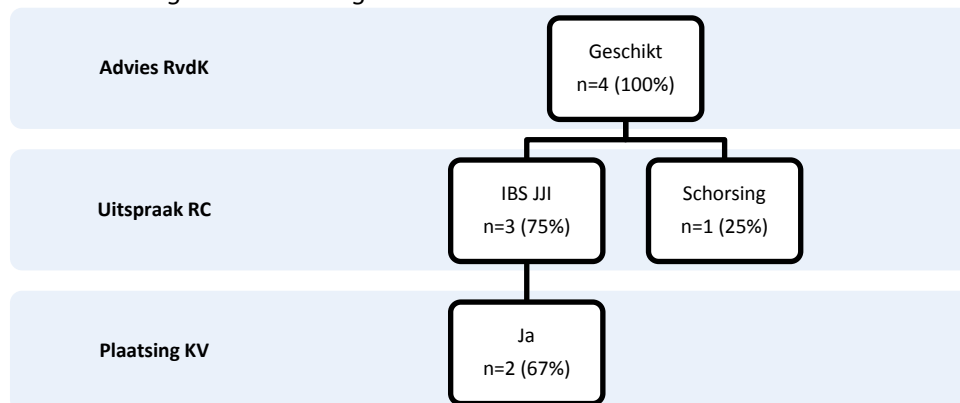 Advies RvdK
Geschikt
n=4 (100%)
Uitspraak RC
IBS JJI
n=3 (75%)
Schorsing
n=1 (25%)
Plaatsing KV
Ja
n=2 (67%)